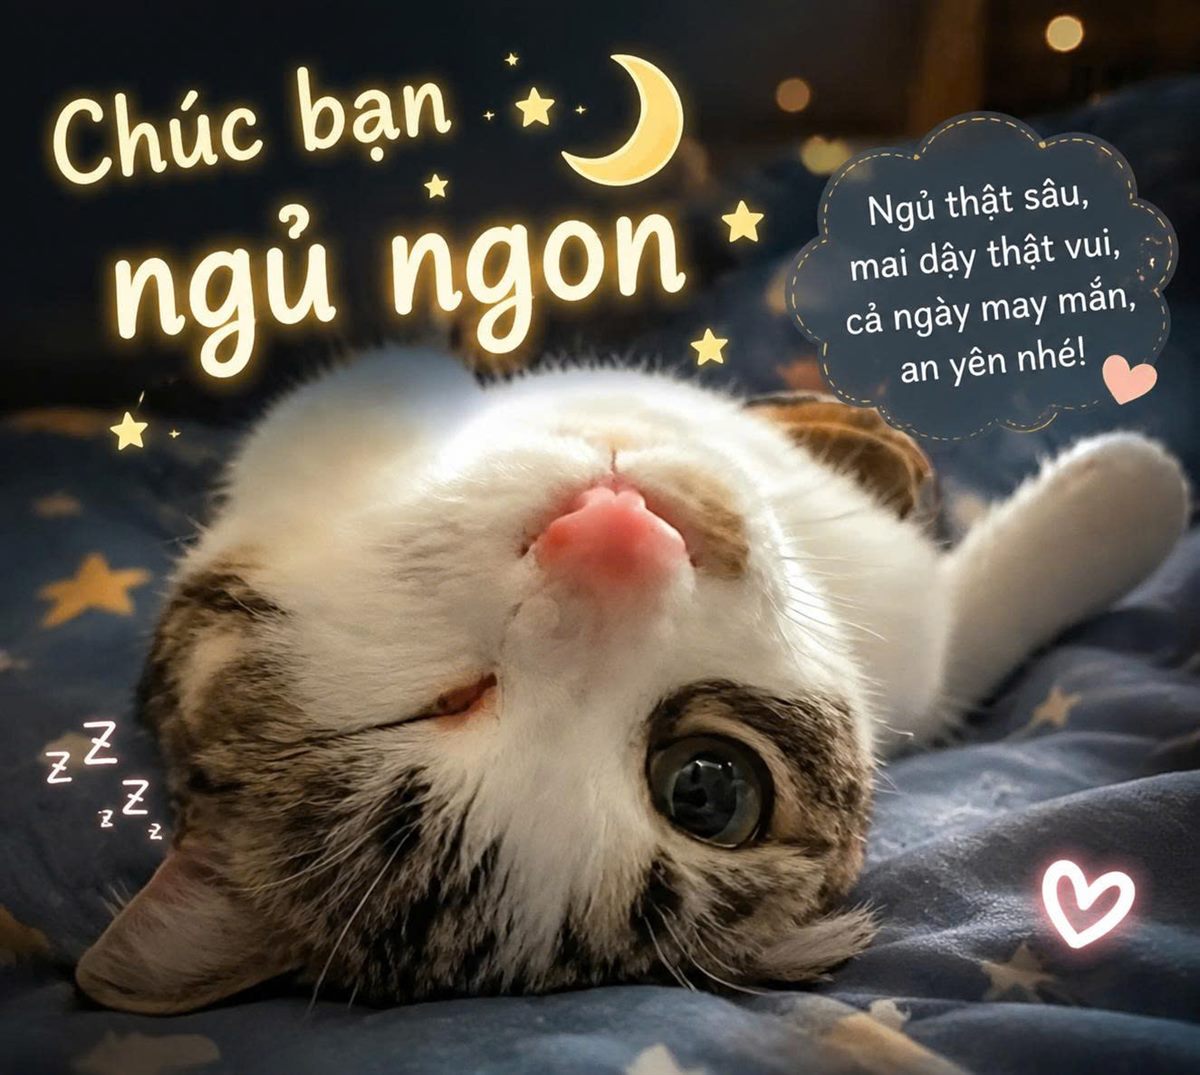 Chúc bạn
ngủ ngon
Ngủ thật sâu,
mai dậy thật vui,
cả ngày may mắn,
an yên nhé!
z Z
z Z z